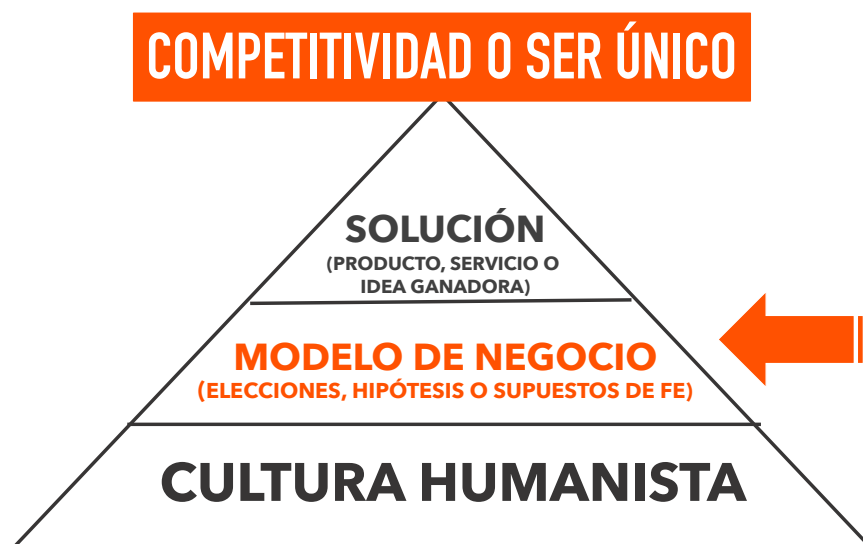 COMPETITIVIDAD O SER ÚNICO
SOLUCIÓN
(PRODUCTO, SERVICIO O
IDEA GANADORA)
MODELO DE NEGOCIO
(ELECCIONES, HIPÓTESIS O SUPUESTOS DE FE)
CULTURA HUMANISTA